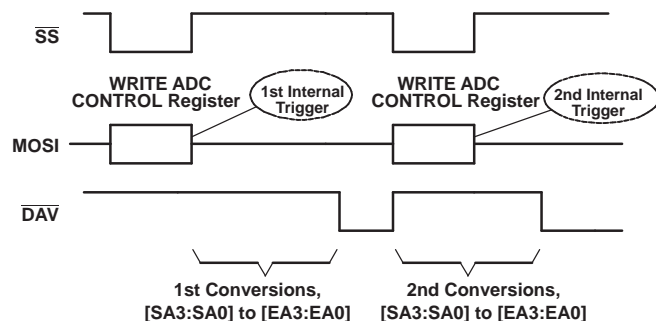 SS
WRITE ADC
CONTROL Register
1st Internal
Trigger
WRITE ADC
CONTROL Register
2nd Internal
Trigger
MOSI
DAV
1st Conversions,
[SA3:SA0] to [EA3:EA0]
2nd Conversions,
[SA3:SA0] to [EA3:EA0]